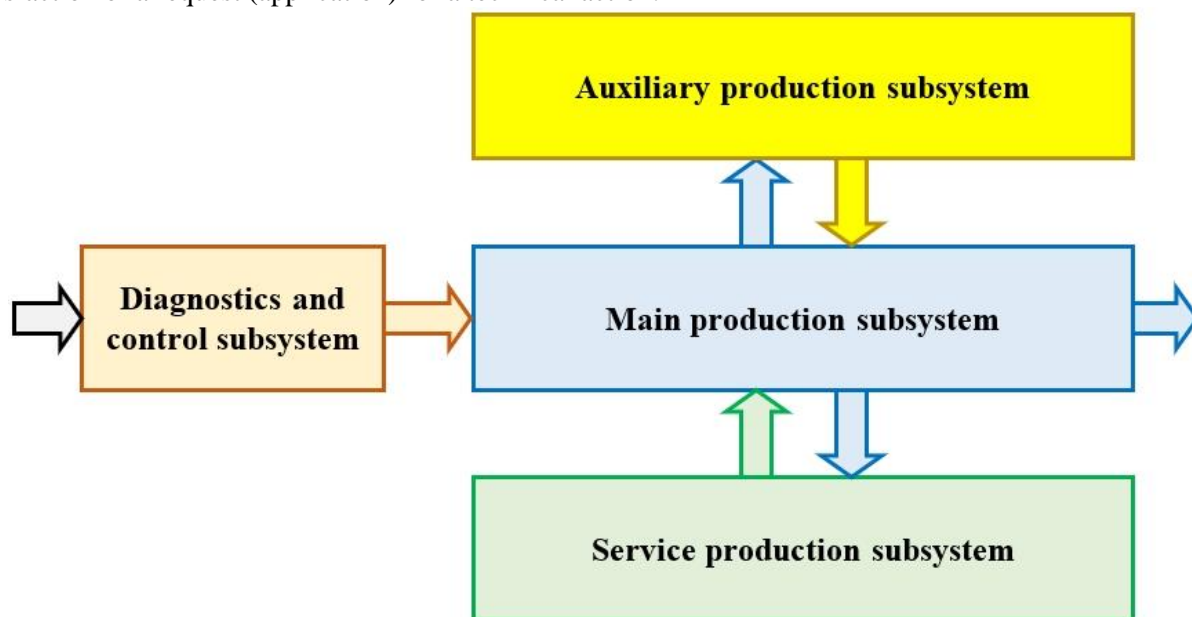 Auxiliary production subsystem
Diagnostics and
control subsystem
Main production subsystem
Service production subsystem